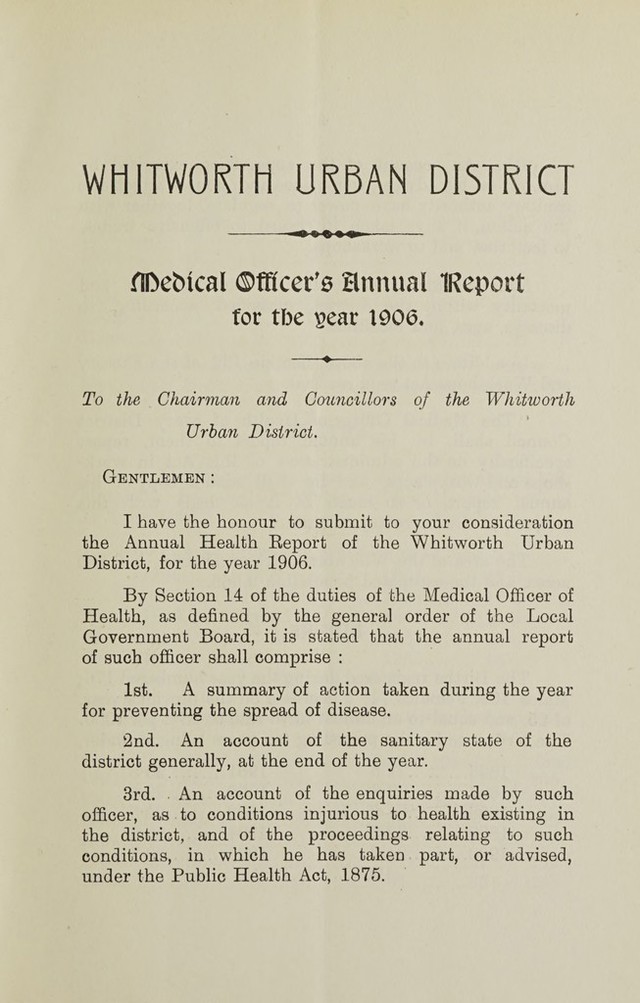 WHITWORTH URBAN DISTRICT
Medical Officer's Annual Report
for the year 1906.
To the Chairman and Councillors of the Whitworth
Urban District.
GENTLEMEN :
I have the honour to submit to your consideration
the Annual Health Report of the Whitworth Urban
District, for the year 1906.
By Section 14 of the duties of the Medical Officer of
Health, as defined by the general order of the Local
Government Board, it is stated that the annual report
of such officer shall comprise :
1st. A summary of action taken during the year
for preventing the spread of disease.
2nd. An account of the sanitary state of the
district generally, at the end of the year.
3rd. An account of the enquiries made by such
officer, as to conditions injurious to health existing in
the district, and of the proceedings relating to such
conditions, in which he has taken part, or advised,
under the Public Health Act, 1875.